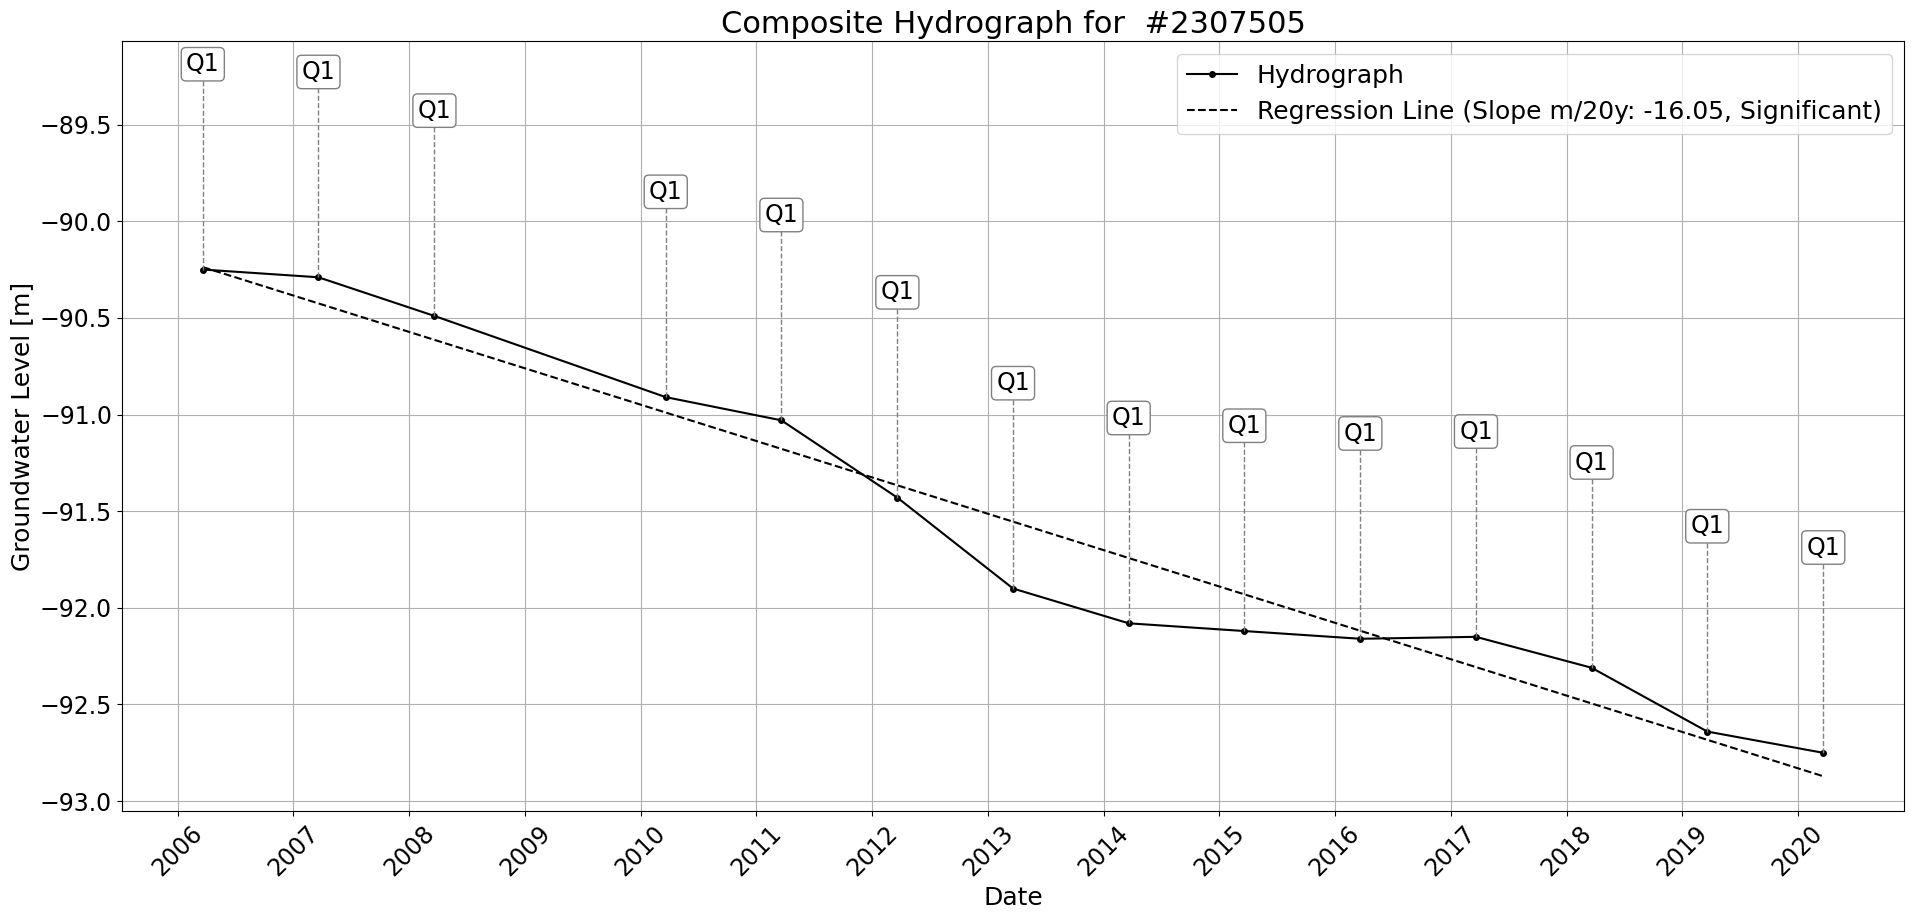 Composite Hydrograph for  #2307505
Hydrograph
Regression Line (Slope m/20y: -16.05, Significant)
Q1
Q1
Q1
Q1
Q1
Q1
Q1
Q1
Q1
Q1
Q1
Q1
Q1
Q1
Groundwater Level [m]
−89.5
−90.0
−90.5
−91.0
−91.5
−92.0
−92.5
−93.0
2006
2007
2008
2009
2010
2011
2012
2013
2014
2015
2016
2017
2018
2019
2020
Date